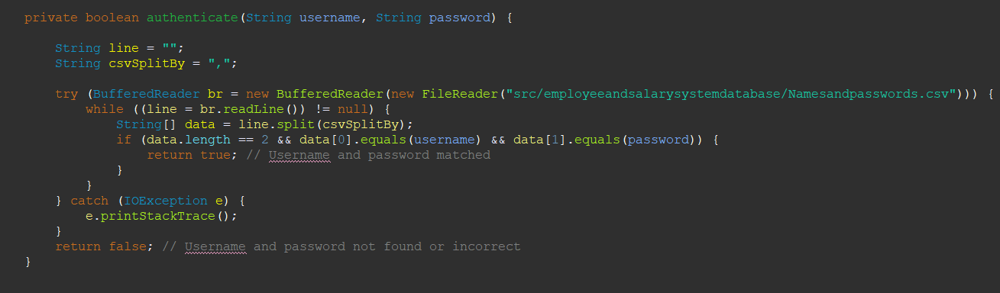 private boolean authenticate(String username, String password) {
String line = "";
String csvSplitBy = ",";
try (BufferedReader br = new BufferedReader(new FileReader("src/employeeandsalarysystemdatabase/Namesandpasswords.csv"))) {
while ((line = br.readLine()) != null) {
String[] data = line.split(csvSplitBy);
if (data.length == 2 && data[0].equals(username) && data[1].equals(password)) {
return true; // Username and password matched
}
}
} catch (IOException e) {
e.printStackTrace();
}
return false; // Username and password not found or incorrect
}